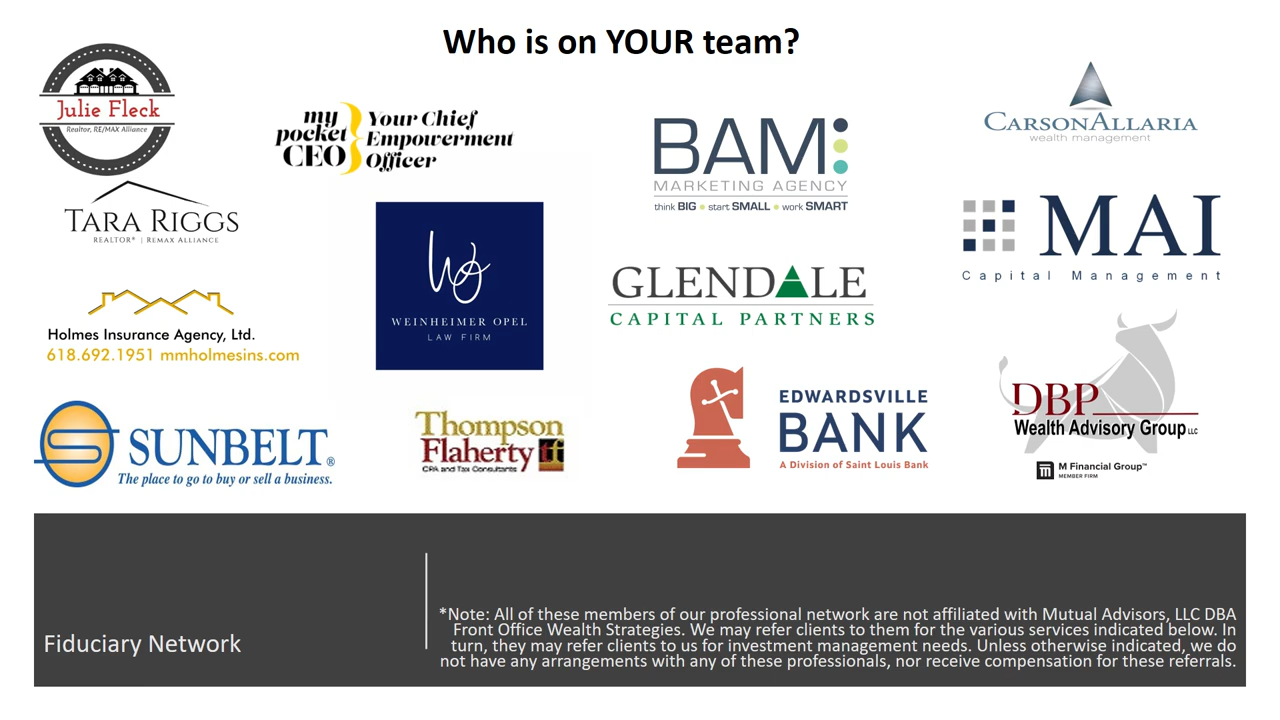 Who is on YOUR team?
Julie Fleck
Realtor, RE/MAX Alliance
my
pocket
CEO
Your Chief
Empowerment
Officer
BAM
MARKETING AGENCY
think BIG • start SMALL • work SMART
CARSONALLARIA
wealth management
TARA RIGGS
REALTOR® | REMAX ALLIANCE
WEINHEIMER OPEL
LAW FIRM
GLENDALE
CAPITAL PARTNERS
MAI
Capital Management
Holmes Insurance Agency, Ltd.
618.692.1951 mmholmesins.com
SUNBELT®
The place to go to buy or sell a business.
Thompson
Flaherty
CPA and Tax Consultants
EDWARDSVILLE
BANK
A Division of Saint Louis Bank
DBP
Wealth Advisory Group LLC
M Financial Group™
MEMBER FIRM
Fiduciary Network
*Note: All of these members of our professional network are not affiliated with Mutual Advisors, LLC DBA
Front Office Wealth Strategies. We may refer clients to them for the various services indicated below. In
turn, they may refer clients to us for investment management needs. Unless otherwise indicated, we do
not have any arrangements with any of these professionals, nor receive compensation for these referrals.